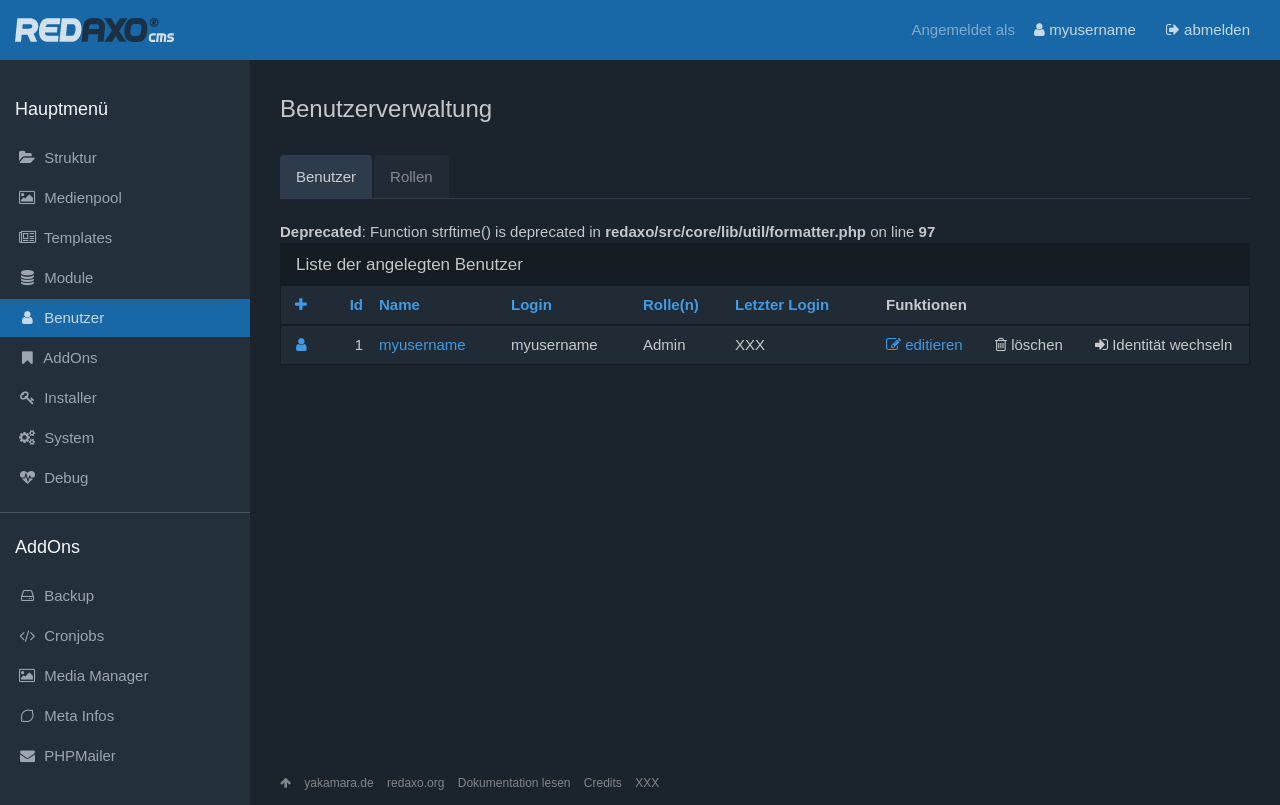 REDAXO® cms
Angemeldet als myusername abmelden
Hauptmenü
Struktur
Medienpool
Templates
Module
Benutzer
AddOns
Installer
System
Debug
AddOns
Backup
Cronjobs
Media Manager
Meta Infos
PHPMailer
Benutzerverwaltung
Benutzer Rollen
Deprecated: Function strftime() is deprecated in redaxo/src/core/lib/util/formatter.php on line 97
Liste der angelegten Benutzer
Id Name Login Rolle(n) Letzter Login Funktionen
1 myusername myusername Admin XXX editieren löschen Identität wechseln
yakamara.de redaxo.org Dokumentation lesen Credits XXX